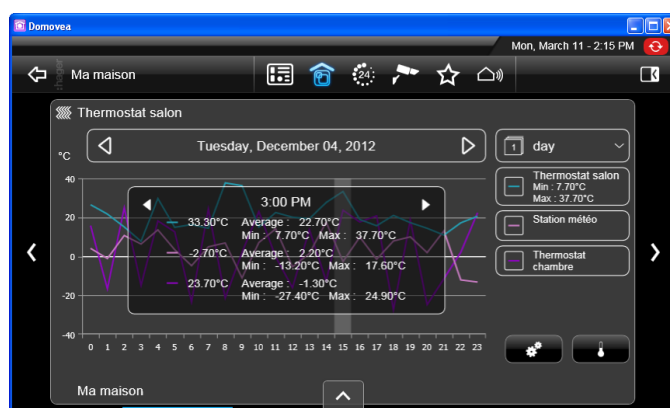 Domovea
Mon, March 11 - 2:15 PM
:hager
Ma maison
24
Thermostat salon
°C
Tuesday, December 04, 2012
1
day
40
20
0
-20
-40
3:00 PM
33.30°C Average : 22.70°C
Min : 7.70°C Max : 37.70°C
-2.70°C Average : 2.20°C
Min : -13.20°C Max : 17.60°C
23.70°C Average : -1.30°C
Min : -27.40°C Max : 24.90°C
Thermostat salon
Min : 7.70°C
Max : 37.70°C
Station météo
Thermostat
chambre
0 1 2 3 4 5 6 7 8 9 10 11 12 13 14 15 16 17 18 19 20 21 22 23
Ma maison